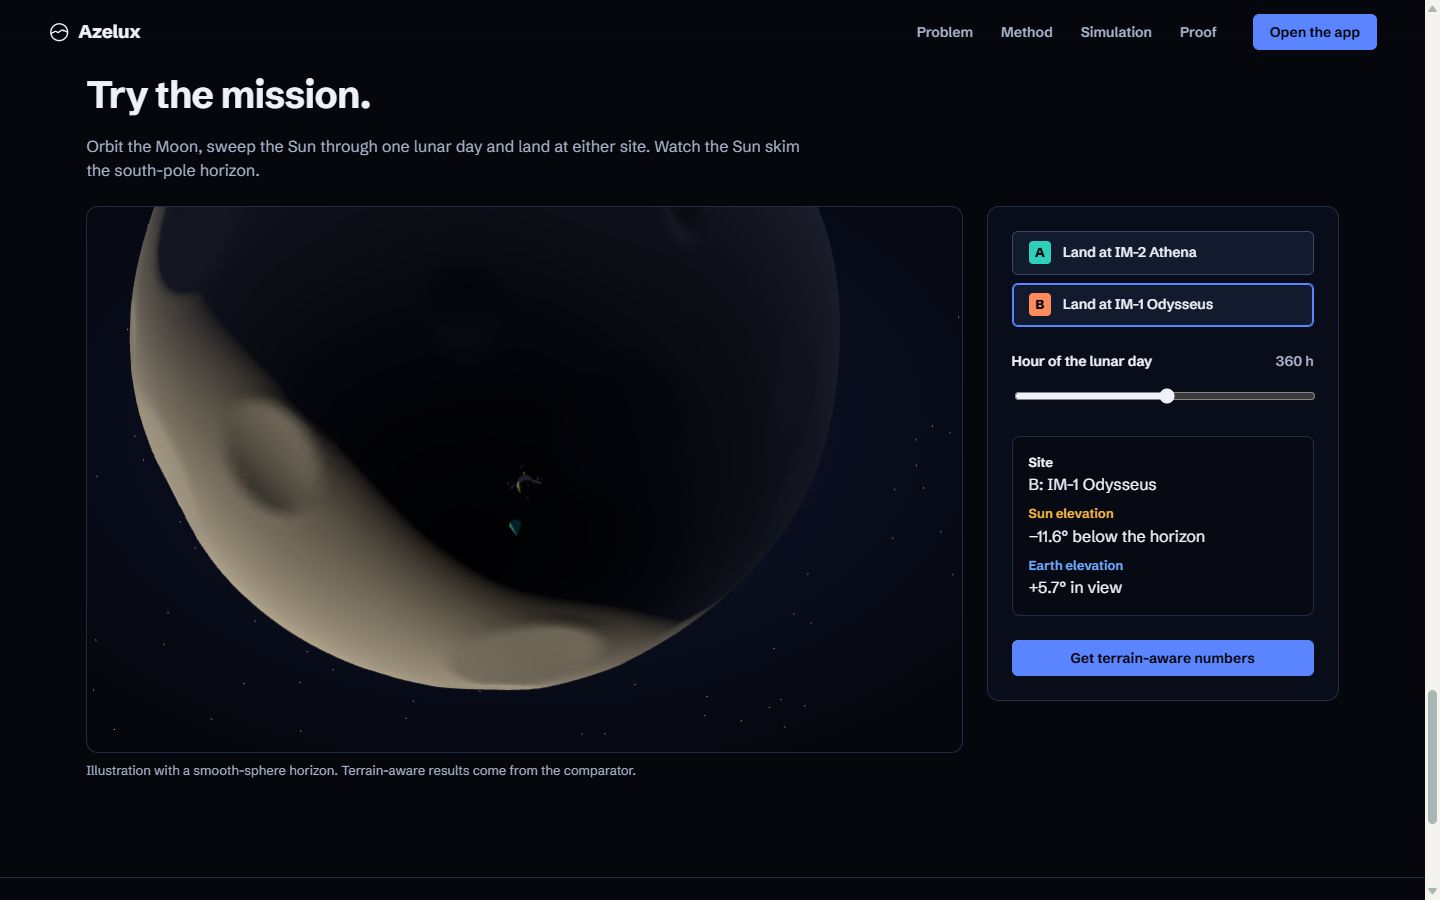 Azelux
Problem
Method
Simulation
Proof
Open the app
Try the mission.
Orbit the Moon, sweep the Sun through one lunar day and land at either site. Watch the Sun skim
the south-pole horizon.
A Land at IM-2 Athena
B Land at IM-1 Odysseus
Hour of the lunar day 360 h
Site
B: IM-1 Odysseus
Sun elevation
−11.6° below the horizon
Earth elevation
+5.7° in view
Get terrain-aware numbers
Illustration with a smooth-sphere horizon. Terrain-aware results come from the comparator.